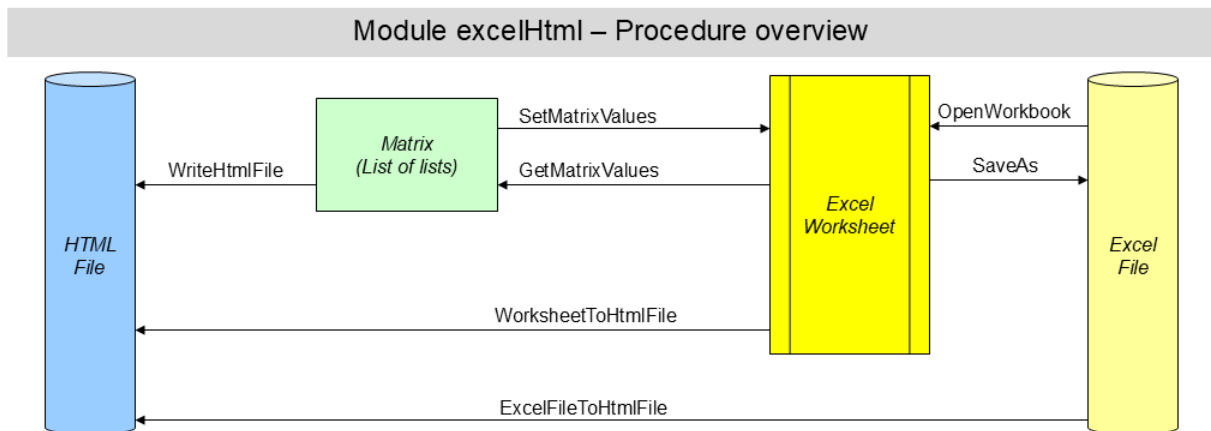 Module excelHtml – Procedure overview
SetMatrixValues
OpenWorkbook
Matrix
(List of lists)
WriteHtmlFile
GetMatrixValues
SaveAs
Excel
Worksheet
HTML
File
Excel
File
WorksheetToHtmlFile
ExcelFileToHtmlFile